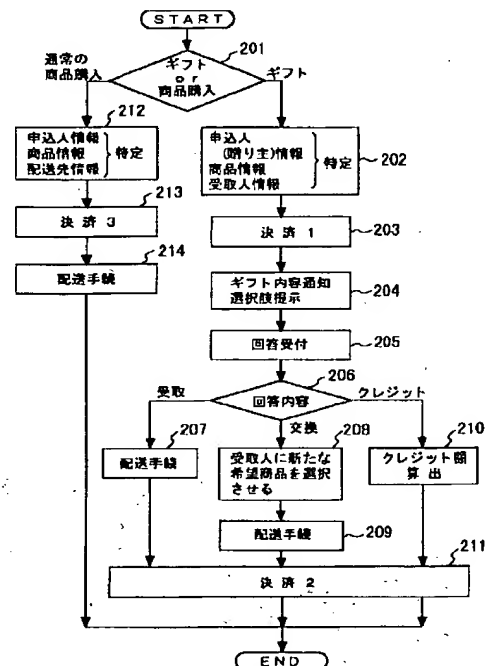 START
201
通常の
商品購入
ギフト
or
商品購入
ギフト
212
申込人情報
商品情報
配送先情報
特定
申込人
(贈り主)情報
商品情報
受取人情報
特定
202
213
決済3
決済1
203
214
配送手続
ギフト内容通知
選択肢提示
204
回答受付
205
206
受取
回答内容
クレジット
交換
207
配送手続
208
受取人に新たな
希望商品を選択
させる
210
クレジット額
算出
配送手続
209
211
決済2
END